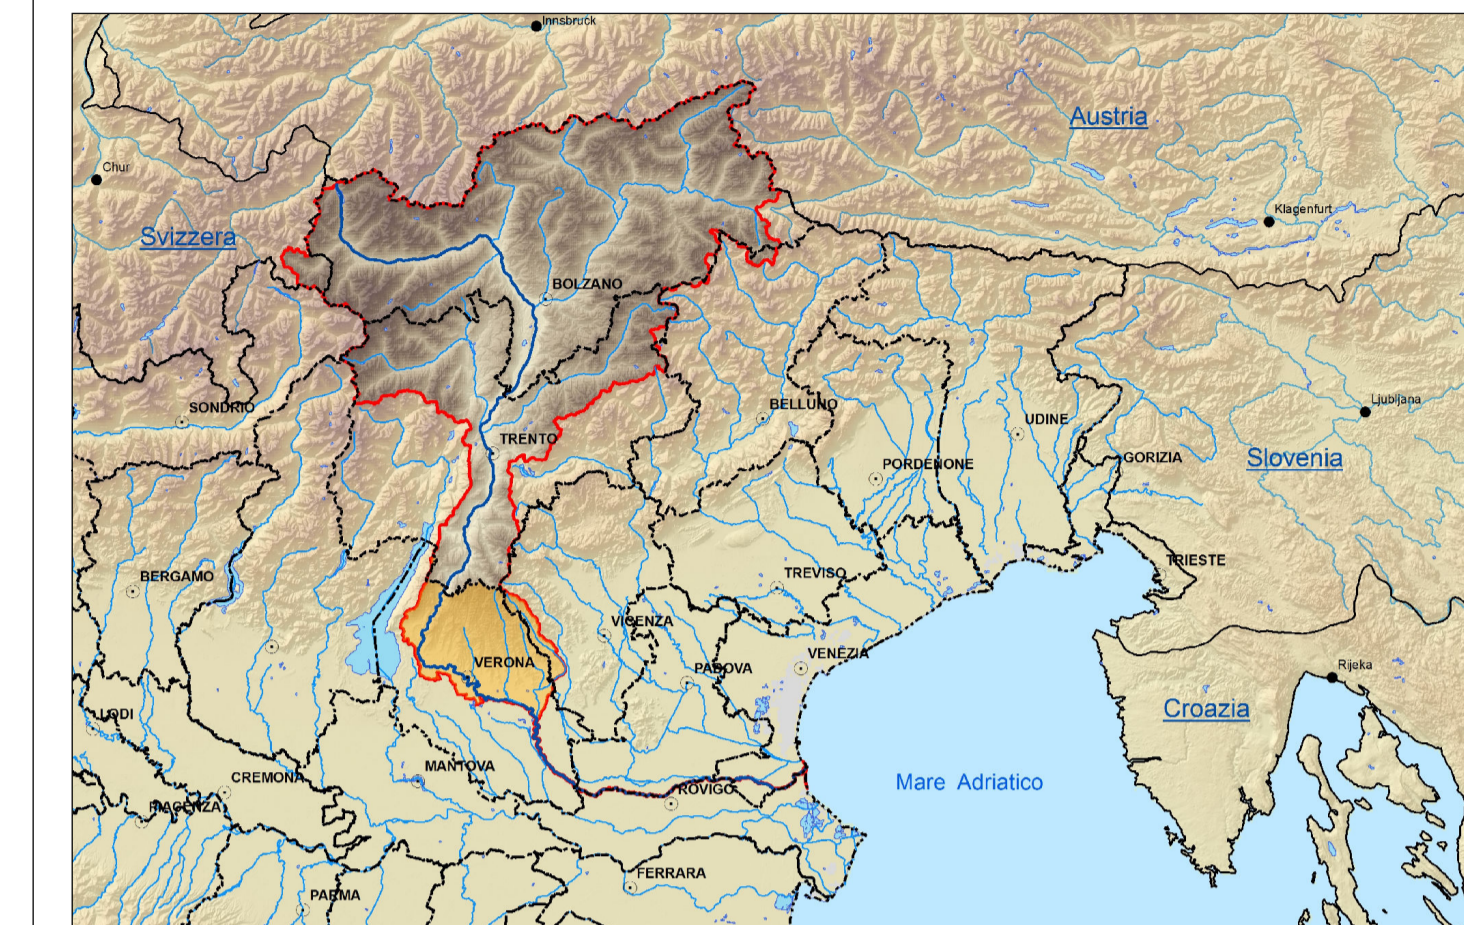 Innsbruck
Austria
Chur
Klagenfurt
Svizzera
BOLZANO
Ljubljana
SONDRIO
BELLUNO
UDINE
TRENTO
GORIZIA
Slovenia
PORDENONE
TRIESTE
BERGAMO
TREVISO
VICENZA
VENEZIA
VERONA
PADOVA
Rijeka
Croazia
LODI
MANTOVA
CREMONA
Mare Adriatico
ROVIGO
PIACENZA
FERRARA
PARMA